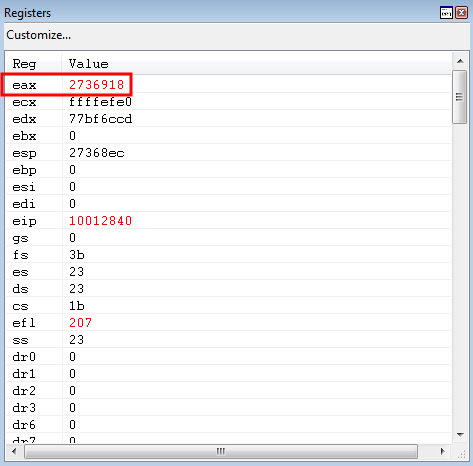 Registers
Customize...
Reg Value
eax 2736918
ecx ffffefe0
edx 77bf6ccd
ebx 0
esp 27368ec
ebp 0
esi 0
edi 0
eip 10012840
gs 0
fs 3b
es 23
ds 23
cs 1b
efl 207
ss 23
dr0 0
dr1 0
dr2 0
dr3 0
dr6 0
dr7 0